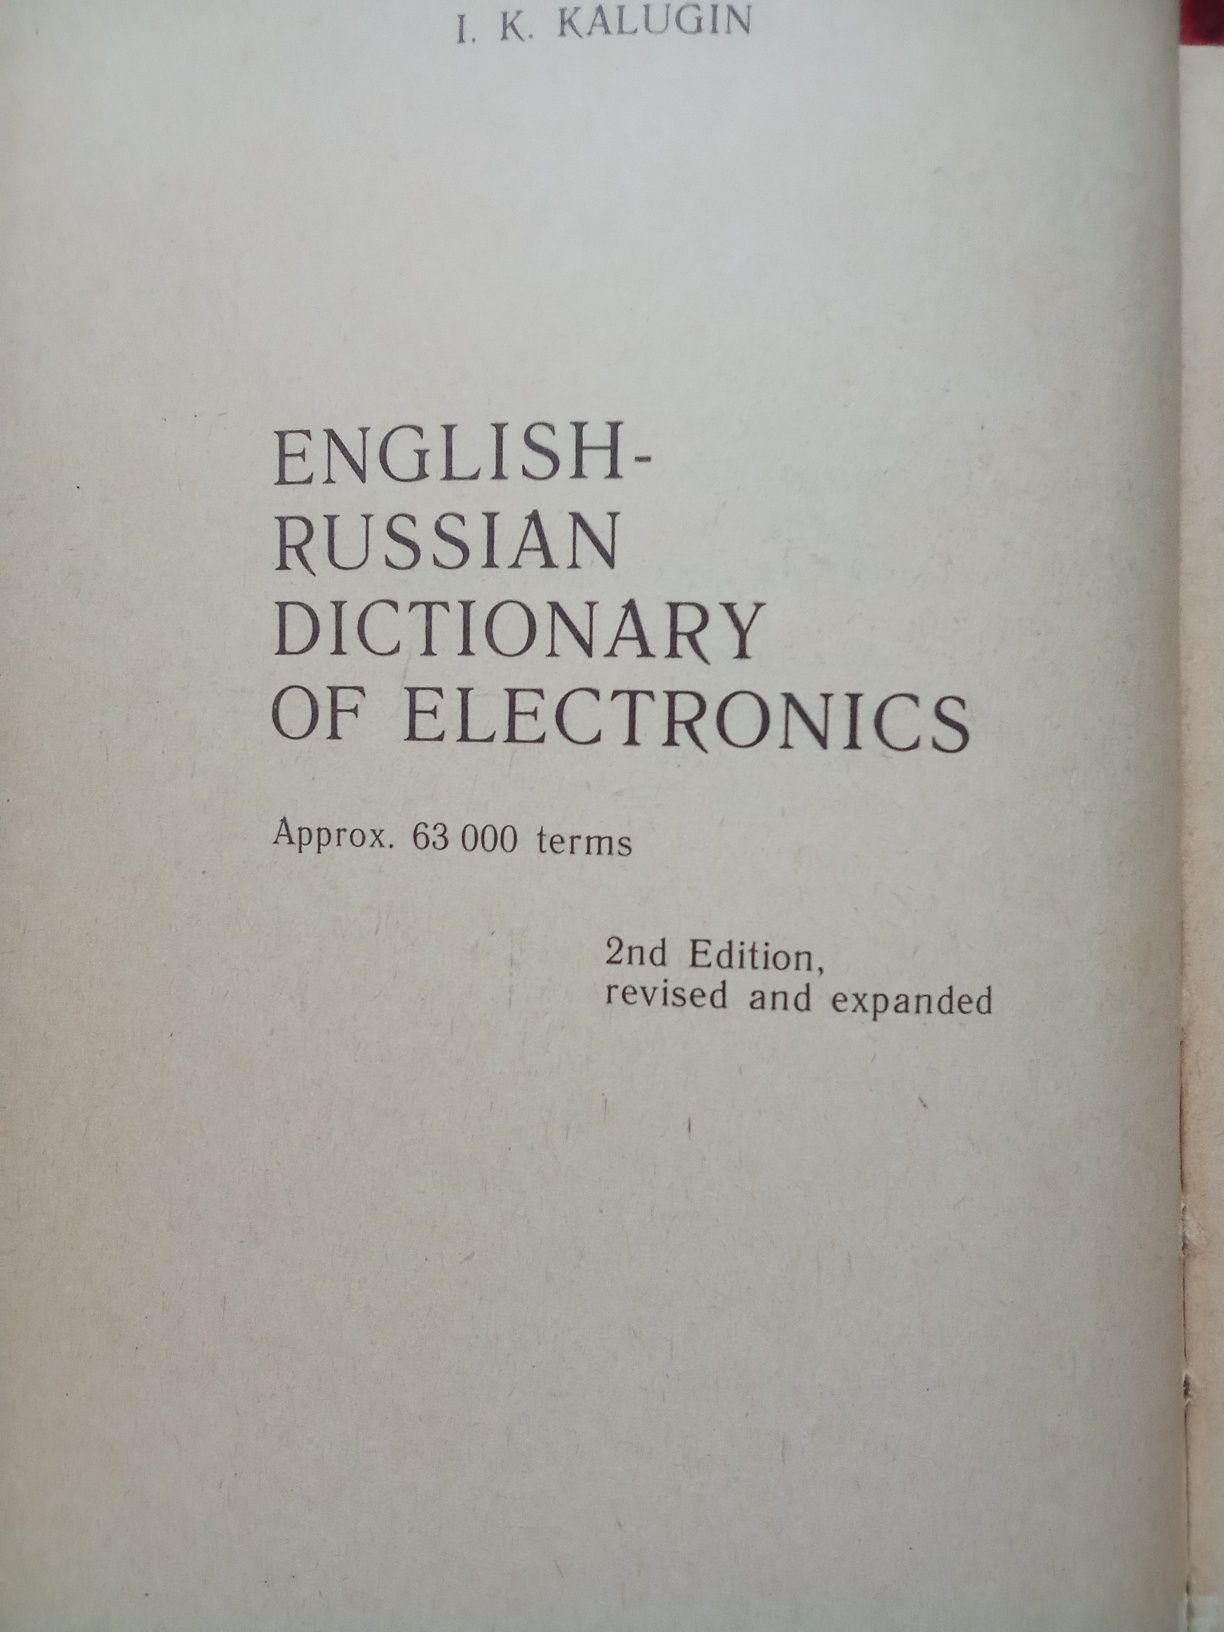 I. K. KALUGIN
ENGLISH-
RUSSIAN
DICTIONARY
OF ELECTRONICS
Approx. 63 000 terms
2nd Edition,
revised and expanded